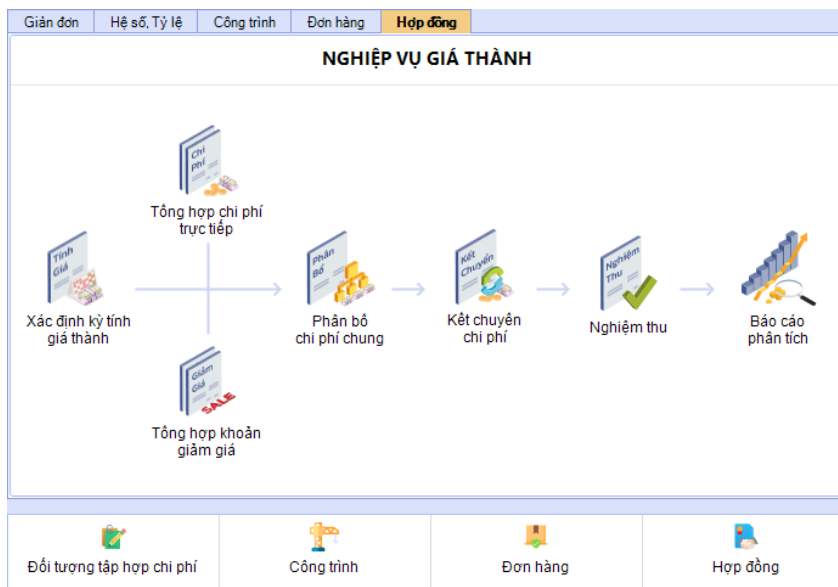 Giản đơn
Hệ số, Tỷ lệ
Công trình
Đơn hàng
Hợp đồng
NGHIỆP VỤ GIÁ THÀNH
Chi
Phí
Tổng hợp chi phí
trực tiếp
Tính
Giá
Xác định kỳ tính
giá thành
Phân
Bổ
Phân bổ
chi phí chung
Kết
Chuyển
Kết chuyển
chi phí
Nghiệm
Thu
Nghiệm thu
Báo cáo
phân tích
Giảm
Giá
SALE
Tổng hợp khoản
giảm giá
Đối tượng tập hợp chi phí
Công trình
Đơn hàng
Hợp đồng